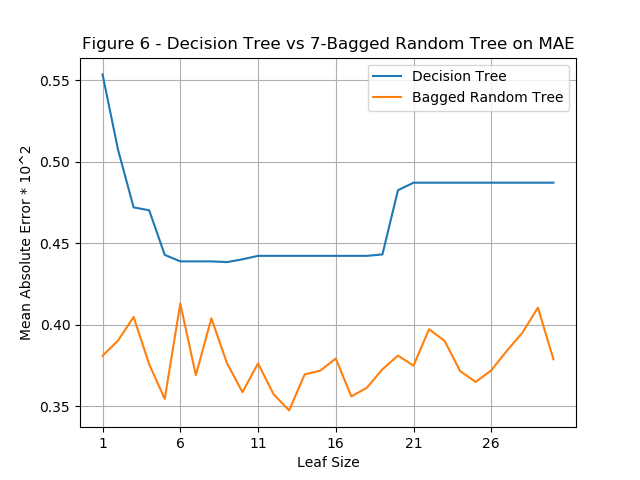 Figure 6 - Decision Tree vs 7-Bagged Random Tree on MAE
Decision Tree
Bagged Random Tree
Mean Absolute Error * 10^2
0.55
0.50
0.45
0.40
0.35
1 6 11 16 21 26
Leaf Size